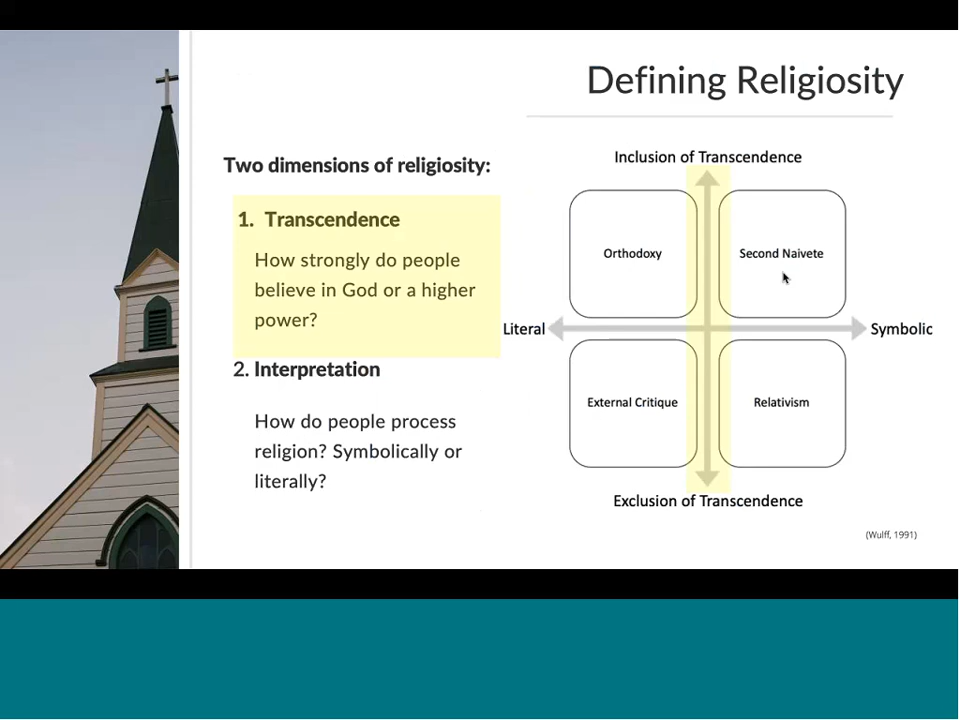 Defining Religiosity
Two dimensions of religiosity:
1. Transcendence
How strongly do people
believe in God or a higher
power?
2. Interpretation
How do people process
religion? Symbolically or
literally?
Inclusion of Transcendence
Orthodoxy
Second Naivete
Literal
Symbolic
External Critique
Relativism
Exclusion of Transcendence
(Wulff, 1991)